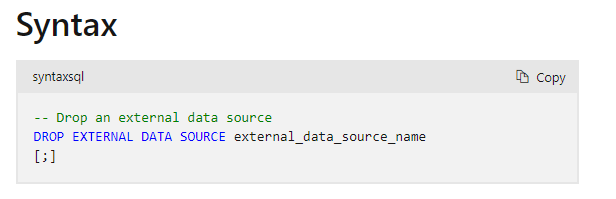 Syntax
syntaxsql
Copy
-- Drop an external data source
DROP EXTERNAL DATA SOURCE external_data_source_name
[;]